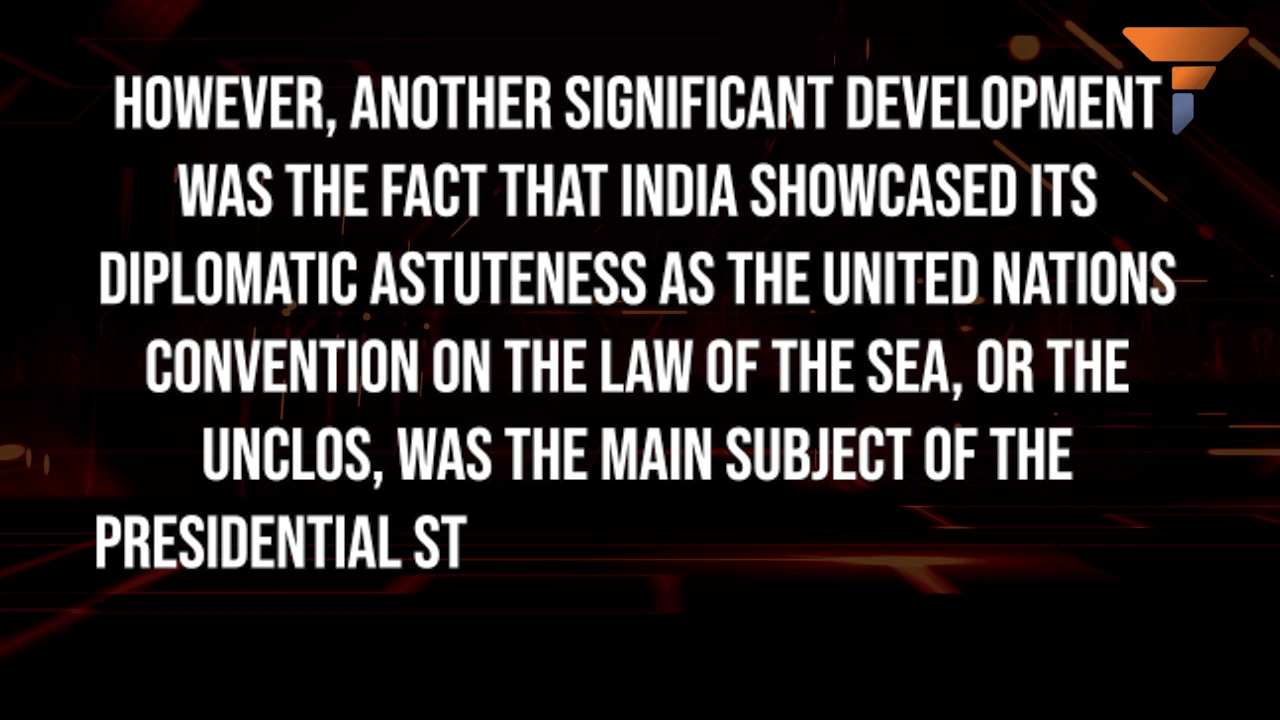 HOWEVER, ANOTHER SIGNIFICANT DEVELOPMENT
WAS THE FACT THAT INDIA SHOWCASED ITS
DIPLOMATIC ASTUTENESS AS THE UNITED NATIONS
CONVENTION ON THE LAW OF THE SEA, OR THE
UNCLOS, WAS THE MAIN SUBJECT OF THE
PRESIDENTIAL ST